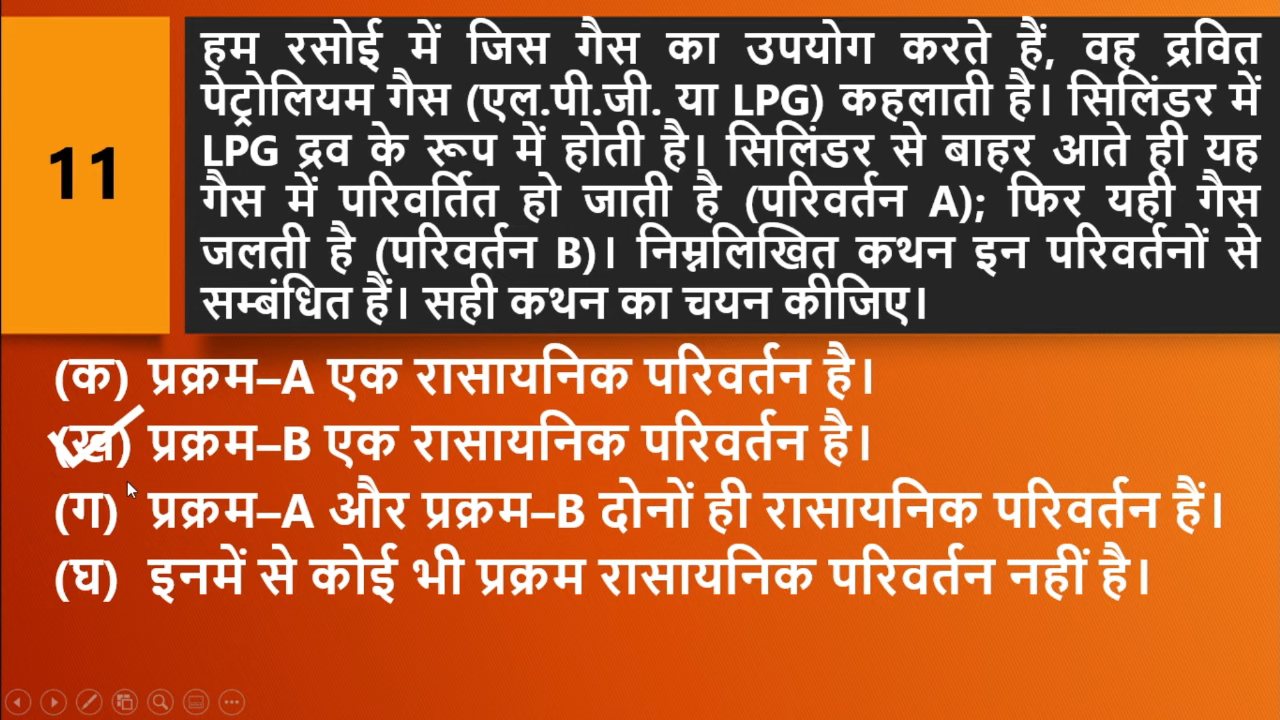 11
हम रसोई में जिस गैस का उपयोग करते हैं, वह द्रवित
पेट्रोलियम गैस (एल.पी.जी. या LPG) कहलाती है। सिलिंडर में
LPG द्रव के रूप में होती है। सिलिंडर से बाहर आते ही यह
गैस में परिवर्तित हो जाती है (परिवर्तन A); फिर यही गैस
जलती है (परिवर्तन B)। निम्नलिखित कथन इन परिवर्तनों से
सम्बंधित हैं। सही कथन का चयन कीजिए।
(क) प्रक्रम–A एक रासायनिक परिवर्तन है।
(ख) प्रक्रम–B एक रासायनिक परिवर्तन है।
(ग) प्रक्रम–A और प्रक्रम–B दोनों ही रासायनिक परिवर्तन हैं।
(घ) इनमें से कोई भी प्रक्रम रासायनिक परिवर्तन नहीं है।